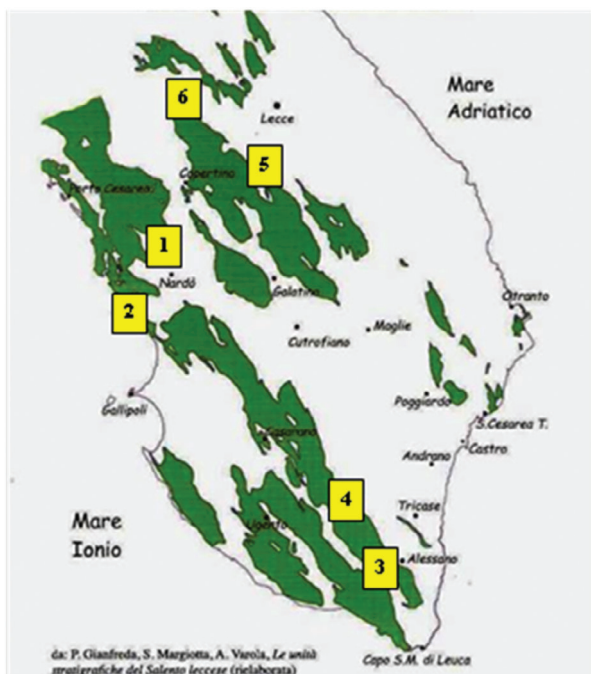 Mare
Adriatico
6
Lecce
5
Copertino
Porto Cesareo
1
Nardò
Galatina
2
Otranto
Cutrofiano
Maglie
Gallipoli
Poggiardo
S.Cesarea T.
Casarano
Castro
Andrano
4
Tricase
Ugento
Mare
Ionio
3
Alessano
da: P. Gianfreda, S. Margiotta, A. Varola, Le unità
stratigrafiche del Salento leccese (rielaborata)
Capo S.M. di Leuca